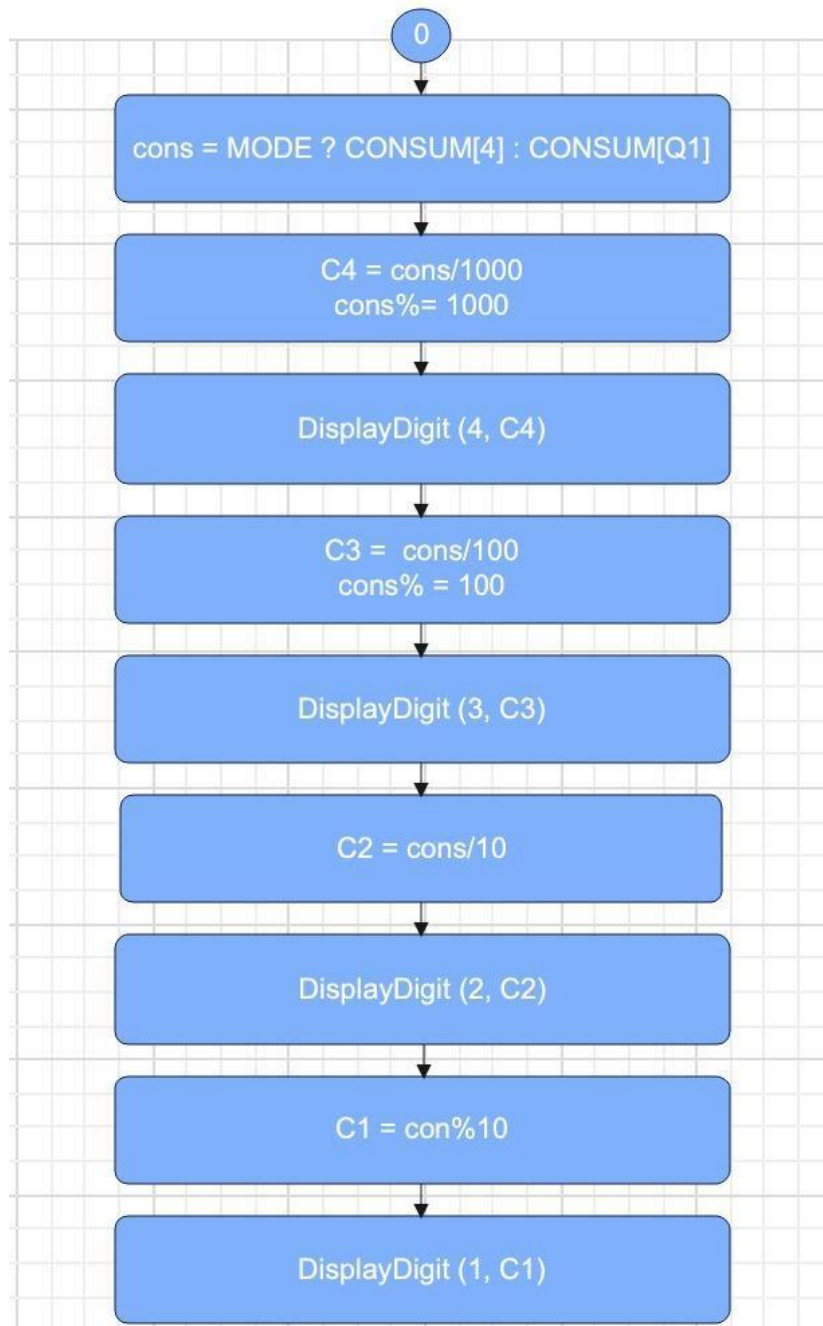 0
cons = MODE ? CONSUM[4] : CONSUM[Q1]
C4 = cons/1000
cons%= 1000
DisplayDigit (4, C4)
C3 =  cons/100
cons% = 100
DisplayDigit (3, C3)
C2 = cons/10
DisplayDigit (2, C2)
C1 = con%10
DisplayDigit (1, C1)